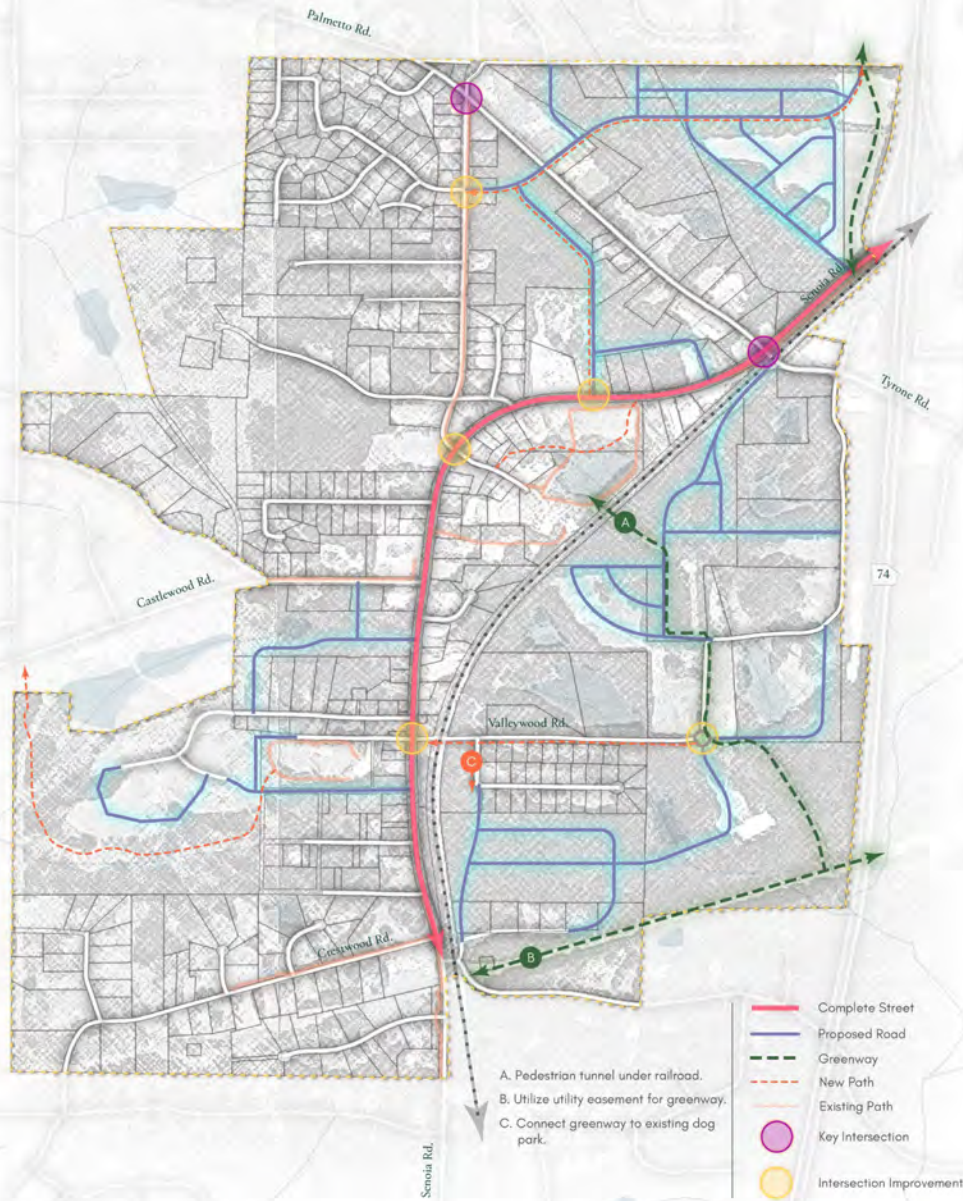 Palmetto Rd.
Senoia Rd.
Tyrone Rd.
A
74
Castlewood Rd.
Valleywood Rd.
C
Crestwood Rd.
B
Complete Street
Proposed Road
Greenway
New Path
Existing Path
Key Intersection
Intersection Improvement
A. Pedestrian tunnel under railroad.
B. Utilize utility easement for greenway.
C. Connect greenway to existing dog
park.
Senoia Rd.